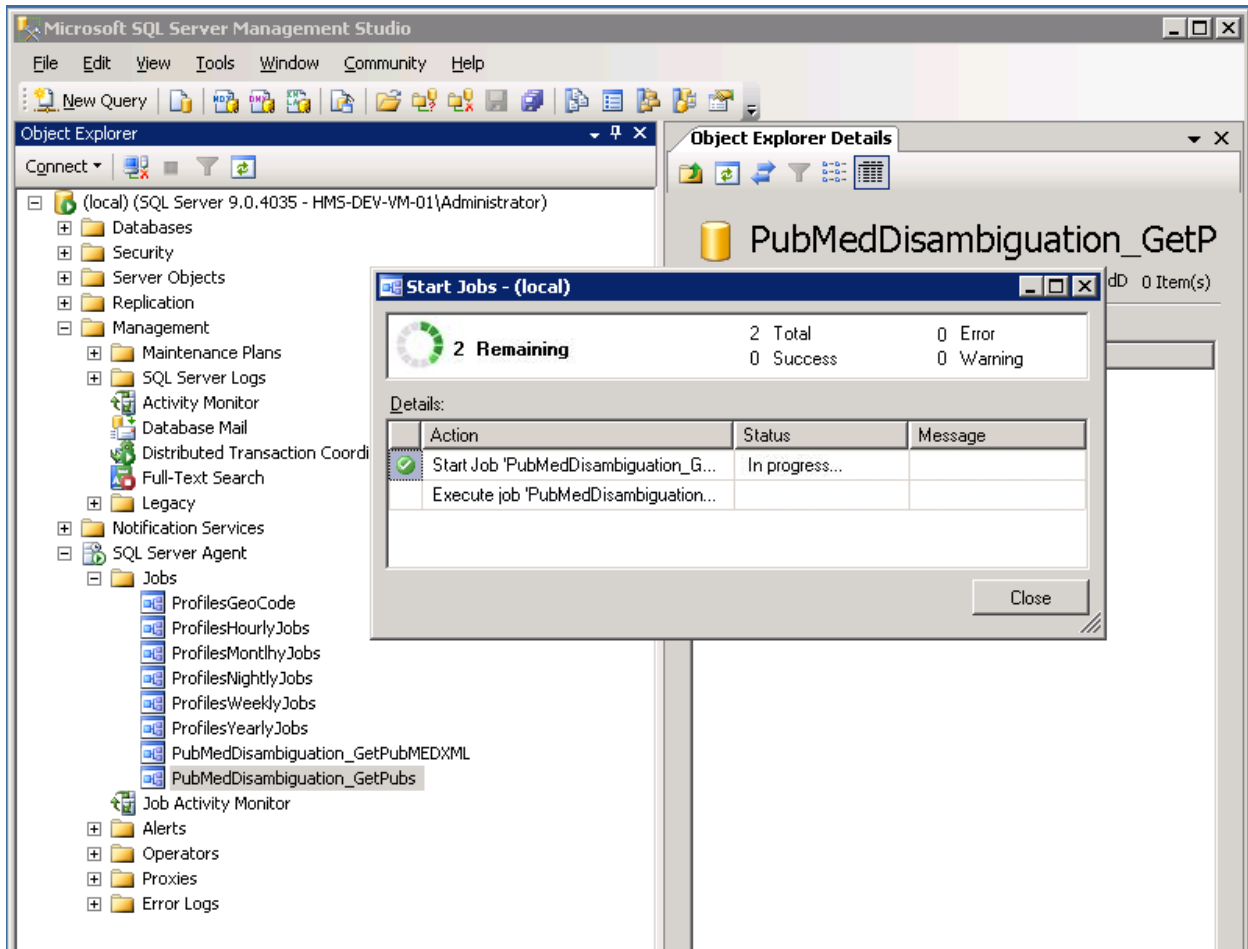 Microsoft SQL Server Management Studio
File Edit View Tools Window Community Help
New Query
Object Explorer
Connect
(local) (SQL Server 9.0.4035 - HMS-DEV-VM-01\Administrator)
Databases
Security
Server Objects
Replication
Management
Maintenance Plans
SQL Server Logs
Activity Monitor
Database Mail
Distributed Transaction Coordi
Full-Text Search
Legacy
Notification Services
SQL Server Agent
Jobs
ProfilesGeoCode
ProfilesHourlyJobs
ProfilesMontlhyJobs
ProfilesNightlyJobs
ProfilesWeeklyJobs
ProfilesYearlyJobs
PubMedDisambiguation_GetPubMEDXML
PubMedDisambiguation_GetPubs
Job Activity Monitor
Alerts
Operators
Proxies
Error Logs
Object Explorer Details
PubMedDisambiguation_GetP
dD 0 Item(s)
Start Jobs - (local)
2 Remaining
2 Total 0 Error
0 Success 0 Warning
Details:
Action Status Message
Start Job 'PubMedDisambiguation_G... In progress...
Execute job 'PubMedDisambiguation...
Close